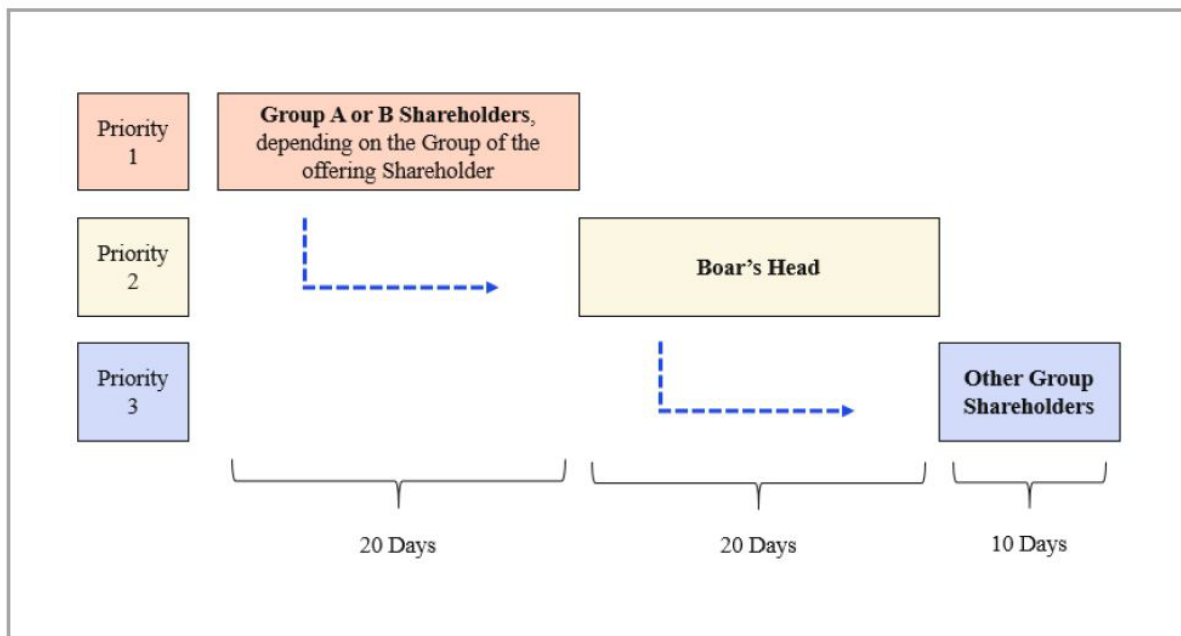 Priority
1
Group A or B Shareholders,
depending on the Group of the
offering Shareholder
Priority
2
Boar's Head
Priority
3
Other Group
Shareholders
20 Days
20 Days
10 Days